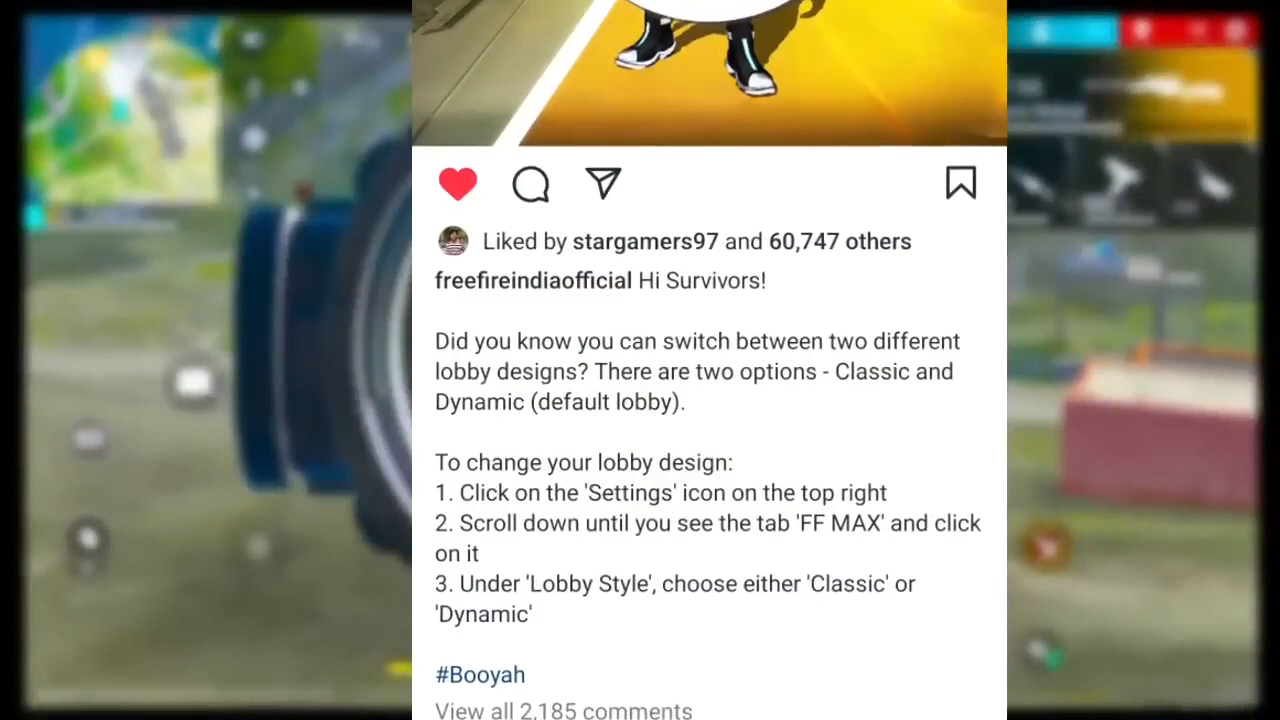 Liked by stargamers97 and 60,747 others
freefireindiaofficial Hi Survivors!
Did you know you can switch between two different
lobby designs? There are two options - Classic and
Dynamic (default lobby).
To change your lobby design:
1. Click on the 'Settings' icon on the top right
2. Scroll down until you see the tab 'FF MAX' and click
on it
3. Under 'Lobby Style', choose either 'Classic' or
'Dynamic'
#Booyah
View all 2,185 comments